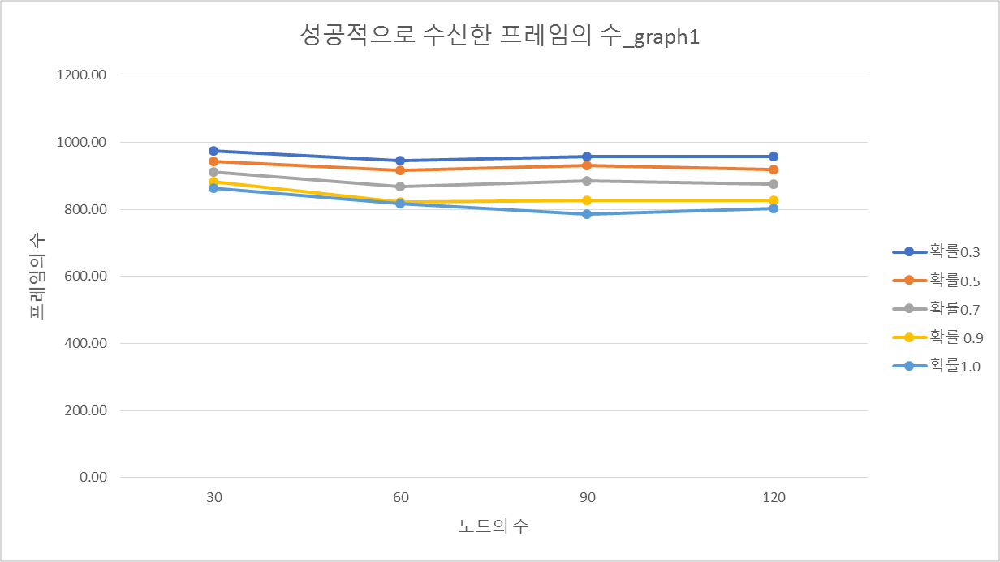 성공적으로 수신한 프레임의 수_graph1
1200.00
1000.00
800.00
600.00
400.00
200.00
0.00
프레임의 수
30 60 90 120
노드의 수
확률0.3
확률0.5
확률0.7
확률 0.9
확률1.0